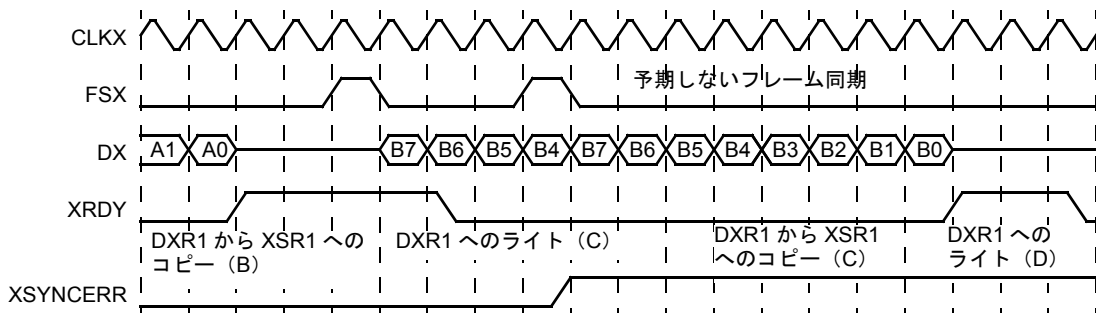 CLKX
FSX
予期しないフレーム同期
DX
A1 A0 B7 B6 B5 B4 B7 B6 B5 B4 B3 B2 B1 B0
XRDY
DXR1 から XSR1 への
コピー（B）
DXR1 へのライト（C）
DXR1 から XSR1
へのコピー（C）
DXR1 への
ライト（D）
XSYNCERR